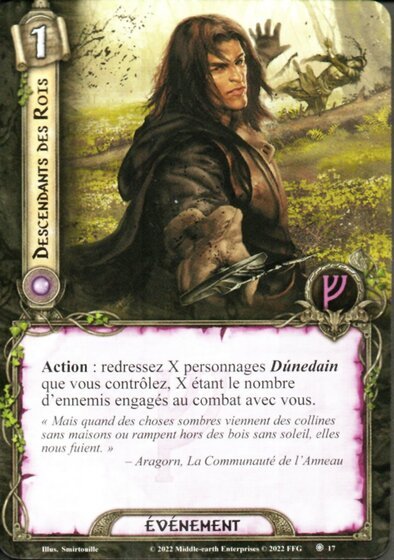 1
DESCENDANTS DES ROIS
Action : redressez X personnages Dúnedain
que vous contrôlez, X étant le nombre
d'ennemis engagés au combat avec vous.
« Mais quand des choses sombres viennent des collines
sans maisons ou rampent hors des bois sans soleil, elles
nous fuient. »
– Aragorn, La Communauté de l'Anneau
ÉVÉNEMENT
Illus. Smirtouille © 2022 Middle-earth Enterprises © 2022 FFG 17